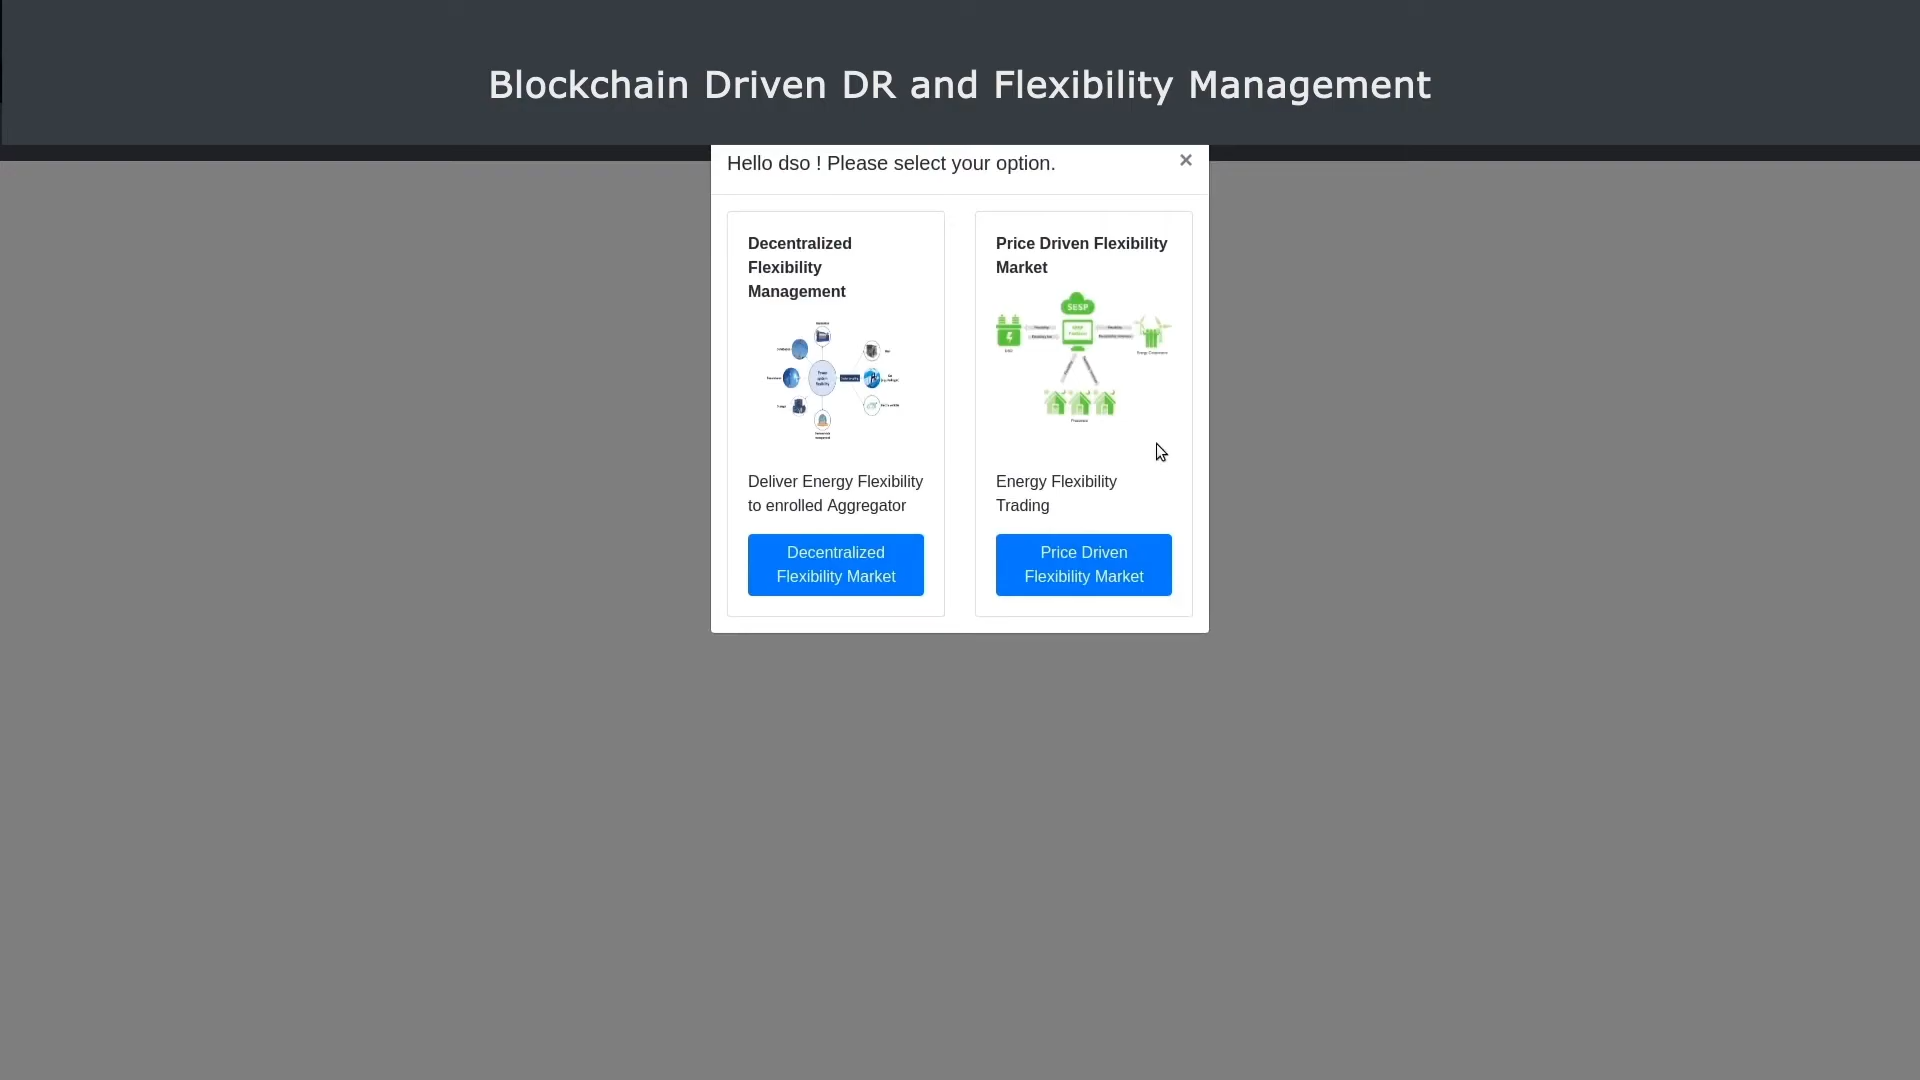 Blockchain Driven DR and Flexibility Management
Hello dso ! Please select your option.
×
Decentralized
Flexibility
Management
Deliver Energy Flexibility
to enrolled Aggregator
Decentralized
Flexibility Market
Price Driven Flexibility
Market
SESP
Energy Flexibility
Trading
Price Driven
Flexibility Market